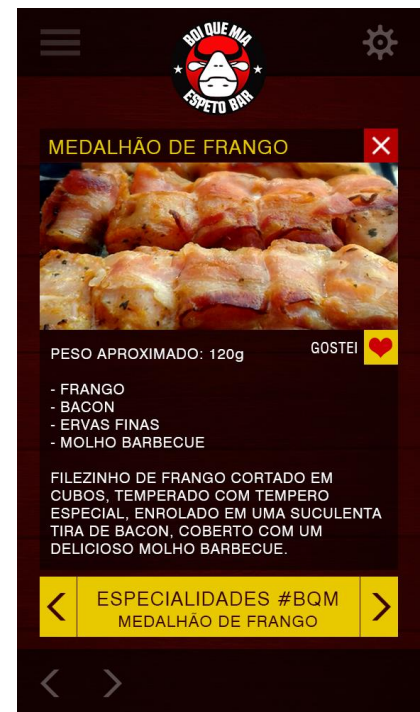 BOI QUE MIA
ESPETO BAR
MEDALHÃO DE FRANGO
GOSTEI
PESO APROXIMADO: 120g
- FRANGO
- BACON
- ERVAS FINAS
- MOLHO BARBECUE
FILEZINHO DE FRANGO CORTADO EM
CUBOS, TEMPERADO COM TEMPERO
ESPECIAL, ENROLADO EM UMA SUCULENTA
TIRA DE BACON, COBERTO COM UM
DELICIOSO MOLHO BARBECUE.
ESPECIALIDADES #BQM
MEDALHÃO DE FRANGO